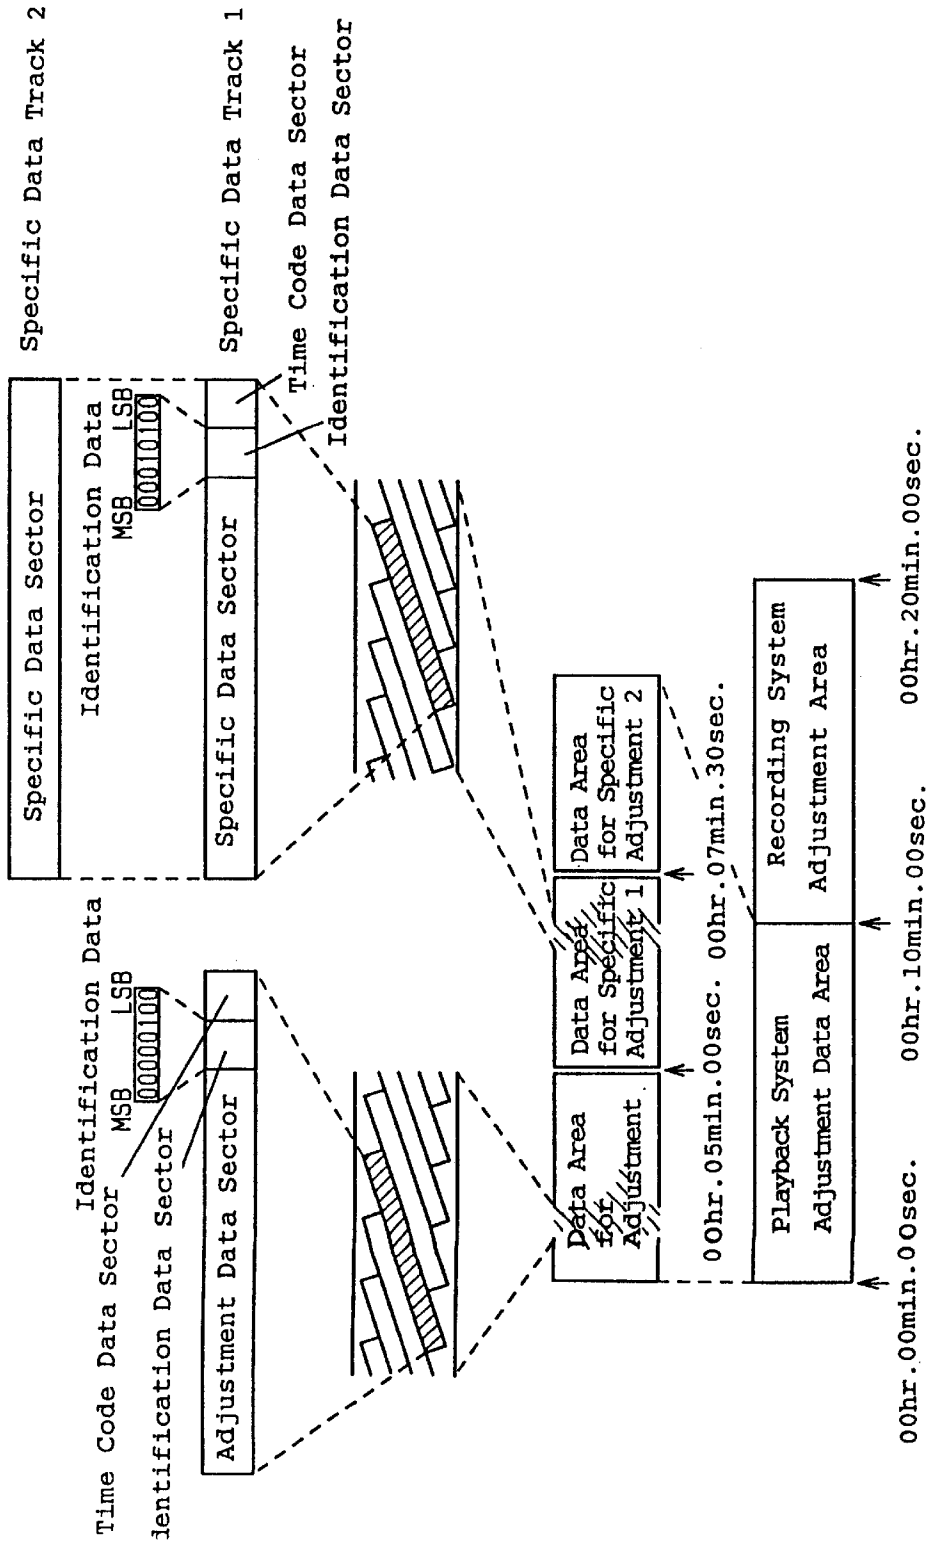 Specific Data Track 2
Specific Data Sector
Identification Data
MSB
LSB
00010100
Specific Data Track 1
Specific Data Sector
Time Code Data Sector
Identification Data Sector
Identification Data
MSB
LSB
00000100
Time Code Data Sector
Identification Data Sector
Adjustment Data Sector
Data Area
for
Adjustment
Data Area
for Specific
Adjustment 1
Data Area
for Specific
Adjustment 2
00hr.05min.00sec.
00hr.07min.30sec.
Playback System
Adjustment Data Area
Recording System
Adjustment Area
00hr.00min.00sec.
00hr.10min.00sec.
00hr.20min.00sec.